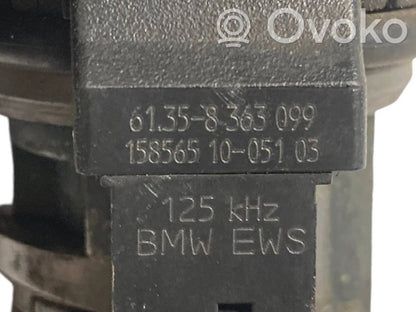 Ovoko
61.35-8 363 099
158565 10-051 03
125 kHz
BMW EWS